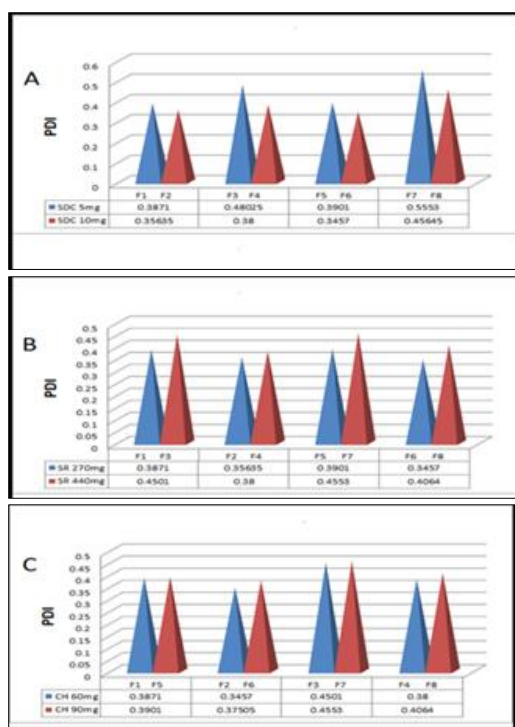 A
PDI
0.6
0.5
0.4
0.3
0.2
0.1
0
F1 F2 F3 F4 F5 F6 F7 F8
SDC 5mg 0.3871 0.48025 0.3901 0.5553
SDC 10mg 0.35635 0.38 0.3457 0.45645
B
PDI
0.5
0.45
0.4
0.35
0.3
0.25
0.2
0.15
0.1
0.05
0
F1 F3 F2 F4 F5 F7 F6 F8
SR 270mg 0.3871 0.35635 0.3901 0.3457
SR 440mg 0.4501 0.38 0.4553 0.4064
C
PDI
0.5
0.45
0.4
0.35
0.3
0.25
0.2
0.15
0.1
0.05
0
F1 F5 F2 F6 F3 F7 F4 F8
CH 60mg 0.3871 0.3457 0.4501 0.38
CH 90mg 0.3901 0.37505 0.4553 0.4064